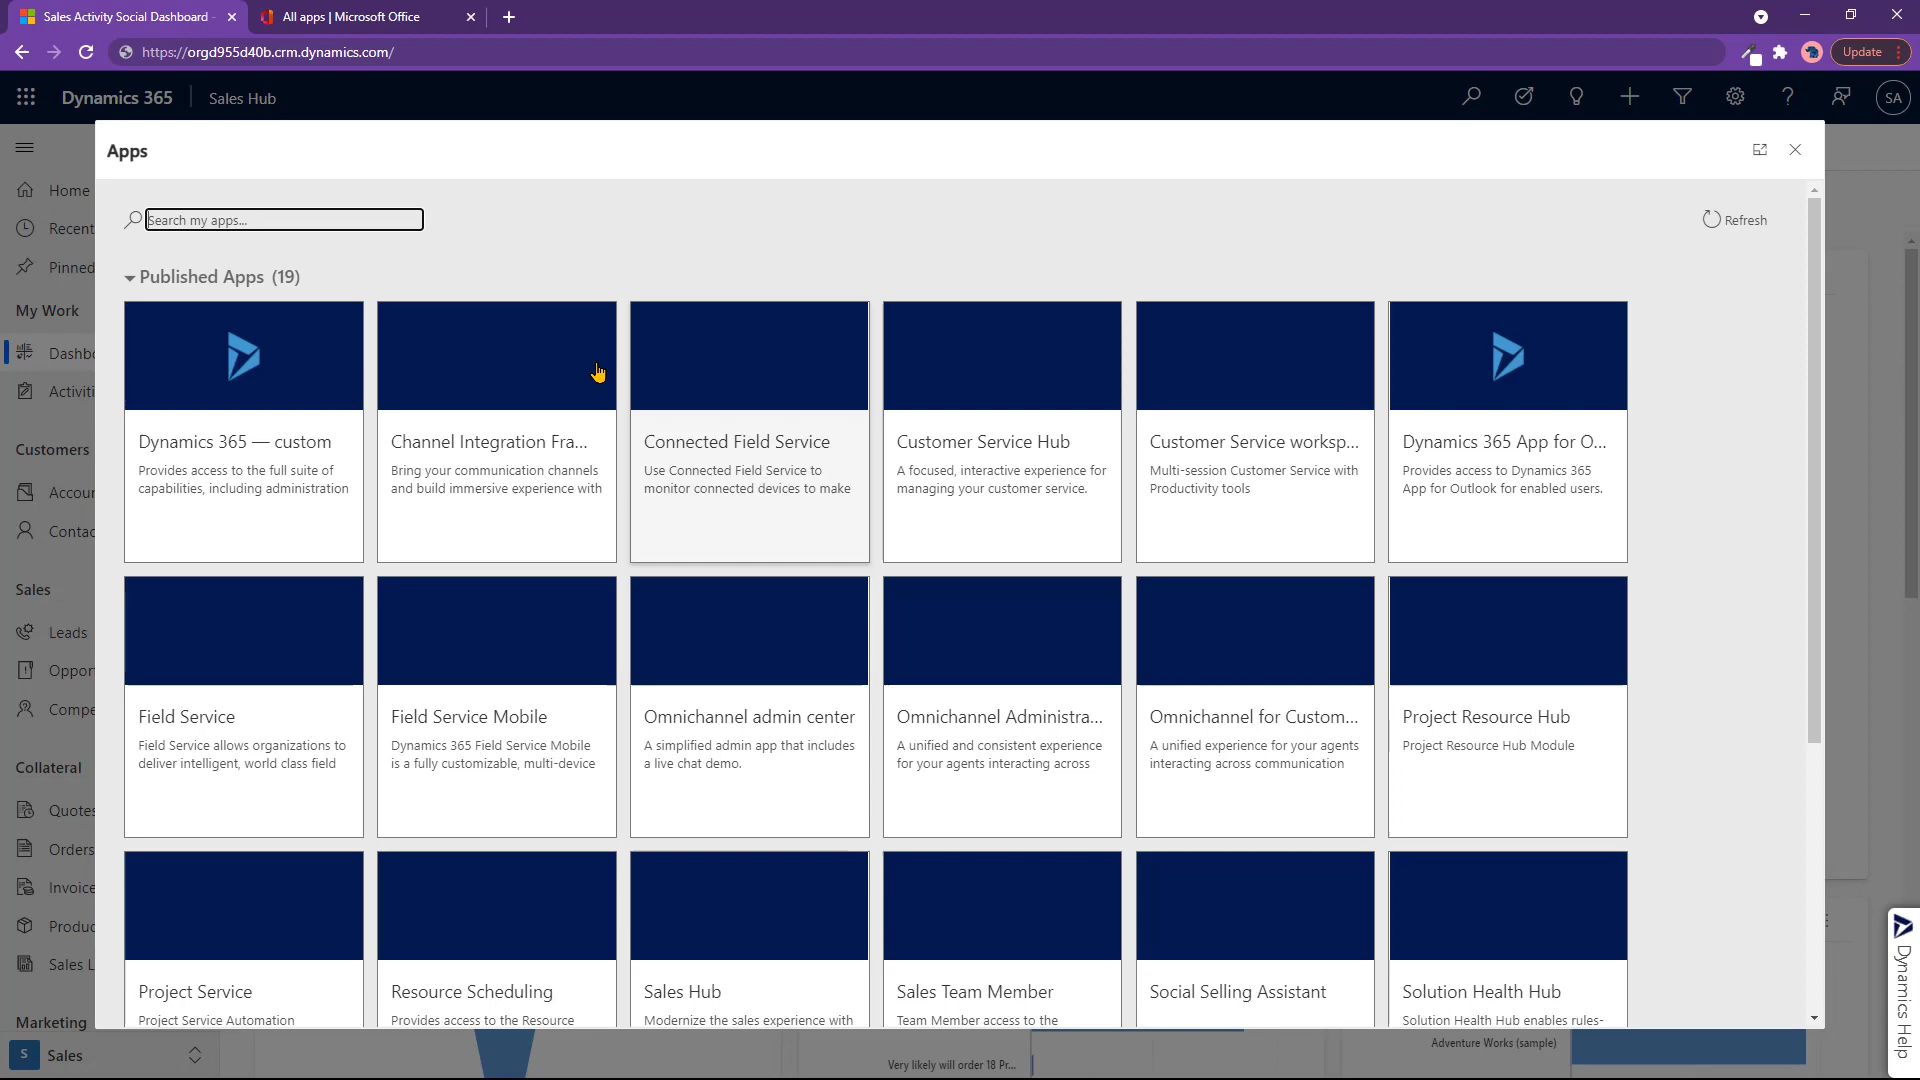 Sales Activity Social Dashboard -
All apps | Microsoft Office
https://orgd955d40b.crm.dynamics.com/
Update
Dynamics 365
Sales Hub
SA
Apps
Search my apps...
Refresh
Published Apps (19)
Home
Recent
Pinned
My Work
Dashbo
Activiti
Customers
Accour
Contac
Sales
Leads
Oppor
Compe
Collateral
Quotes
Orders
Invoice
Produc
Sales L
Marketing
S
Sales
Dynamics 365 — custom
Provides access to the full suite of
capabilities, including administration
Channel Integration Fra...
Bring your communication channels
and build immersive experience with
Connected Field Service
Use Connected Field Service to
monitor connected devices to make
Customer Service Hub
A focused, interactive experience for
managing your customer service.
Customer Service worksp...
Multi-session Customer Service with
Productivity tools
Dynamics 365 App for O...
Provides access to Dynamics 365
App for Outlook for enabled users.
Field Service
Field Service allows organizations to
deliver intelligent, world class field
Field Service Mobile
Dynamics 365 Field Service Mobile
is a fully customizable, multi-device
Omnichannel admin center
A simplified admin app that includes
a live chat demo.
Omnichannel Administra...
A unified and consistent experience
for your agents interacting across
Omnichannel for Custom...
A unified experience for your agents
interacting across communication
Project Resource Hub
Project Resource Hub Module
Project Service
Project Service Automation
Resource Scheduling
Provides access to the Resource
Sales Hub
Modernize the sales experience with
Sales Team Member
Team Member access to the
Social Selling Assistant
Solution Health Hub
Solution Health Hub enables rules-
Very likely will order 18 Pr...
Adventure Works (sample)
Dynamics Help